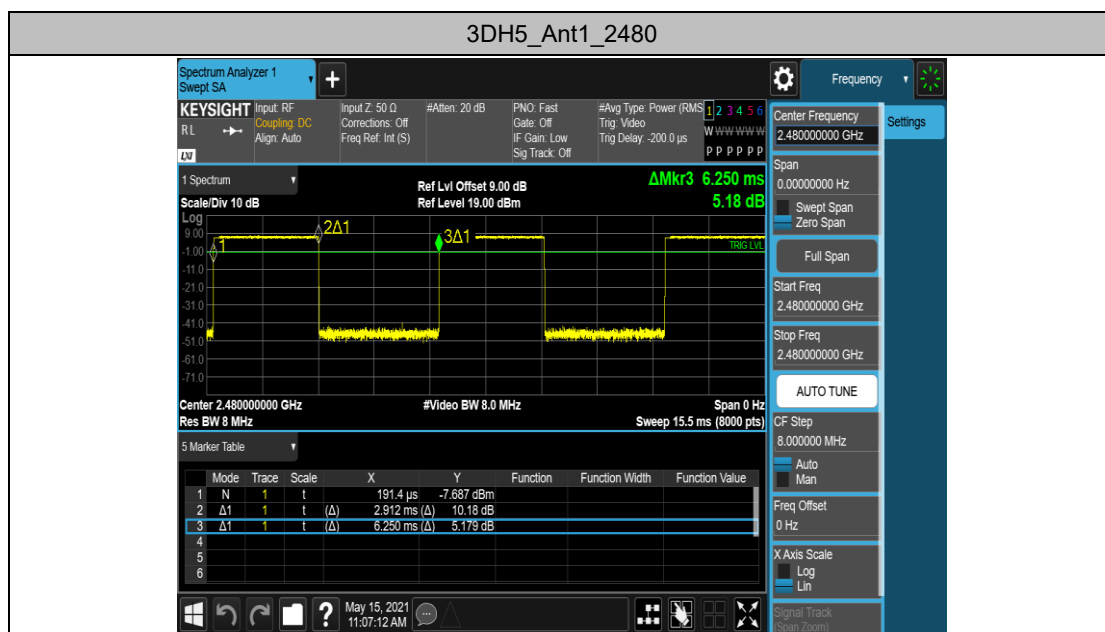 3DH5_Ant1_2480
Spectrum Analyzer 1
Swept SA
Frequency
KEYSIGHT
RL
LXI
Input: RF
Coupling: DC
Align: Auto
Input Z: 50 Ω
Corrections: Off
Freq Ref: Int (S)
#Atten: 20 dB
PNO: Fast
Gate: Off
IF Gain: Low
Sig Track: Off
#Avg Type: Power (RMS
Trig: Video
Trig Delay: -200.0 µs
1 2 3 4 5 6
W W W W W W
P P P P P P
Center Frequency
2.480000000 GHz
Settings
1 Spectrum
Scale/Div 10 dB
Ref Lvl Offset 9.00 dB
Ref Level 19.00 dBm
ΔMkr3 6.250 ms
5.18 dB
Span
0.00000000 Hz
Swept Span
Zero Span
Log
9.00
-1.00
-11.0
-21.0
-31.0
-41.0
-51.0
-61.0
-71.0
1
2Δ1
3Δ1
TRIG LVL
Full Span
Start Freq
2.480000000 GHz
Stop Freq
2.480000000 GHz
AUTO TUNE
Center 2.480000000 GHz
#Video BW 8.0 MHz
Span 0 Hz
Res BW 8 MHz
Sweep 15.5 ms (8000 pts)
CF Step
8.000000 MHz
Auto
Man
5 Marker Table
Mode Trace Scale X Y Function Function Width Function Value
1 N 1 t 191.4 µs -7.687 dBm
2 Δ1 1 t (Δ) 2.912 ms (Δ) 10.18 dB
3 Δ1 1 t (Δ) 6.250 ms (Δ) 5.179 dB
4
5
6
Freq Offset
0 Hz
X Axis Scale
Log
Lin
Signal Track
(Span Zoom)
?
May 15, 2021
11:07:12 AM